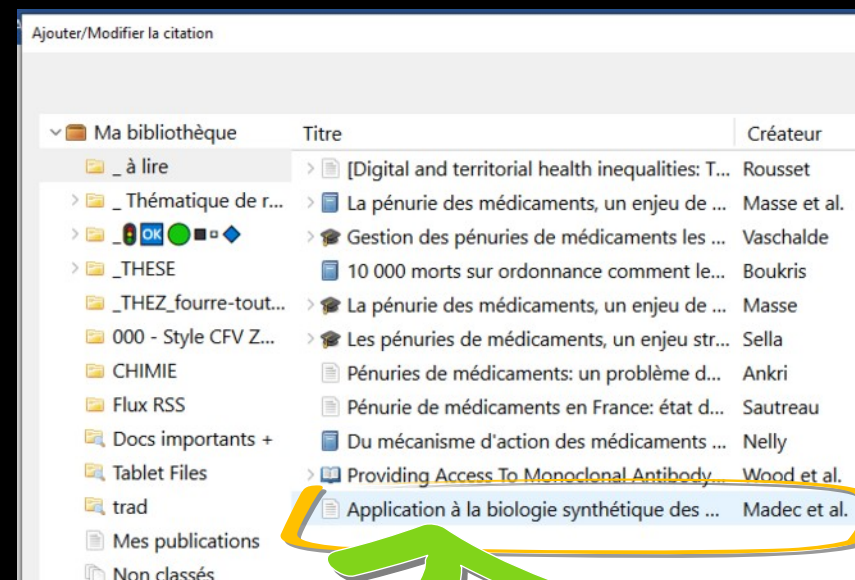 Ajouter/Modifier la citation
Ma bibliothèque Titre Créateur
_ à lire [Digital and territorial health inequalities: T... Rousset
_ Thématique de r... La pénurie des médicaments, un enjeu de ... Masse et al.
_🚦🆗🟢◼▫🔷 Gestion des pénuries de médicaments les ... Vaschalde
_THESE 10 000 morts sur ordonnance comment le... Boukris
_THEZ_fourre-tout... La pénurie des médicaments, un enjeu de ... Masse
000 - Style CFV Z... Les pénuries de médicaments, un enjeu str... Sella
CHIMIE Pénuries de médicaments: un problème d... Ankri
Flux RSS Pénurie de médicaments en France: état d... Sautreau
Docs importants + Du mécanisme d'action des médicaments ... Nelly
Tablet Files Providing Access To Monoclonal Antibody... Wood et al.
trad Application à la biologie synthétique des ... Madec et al.
Mes publications
Non classés